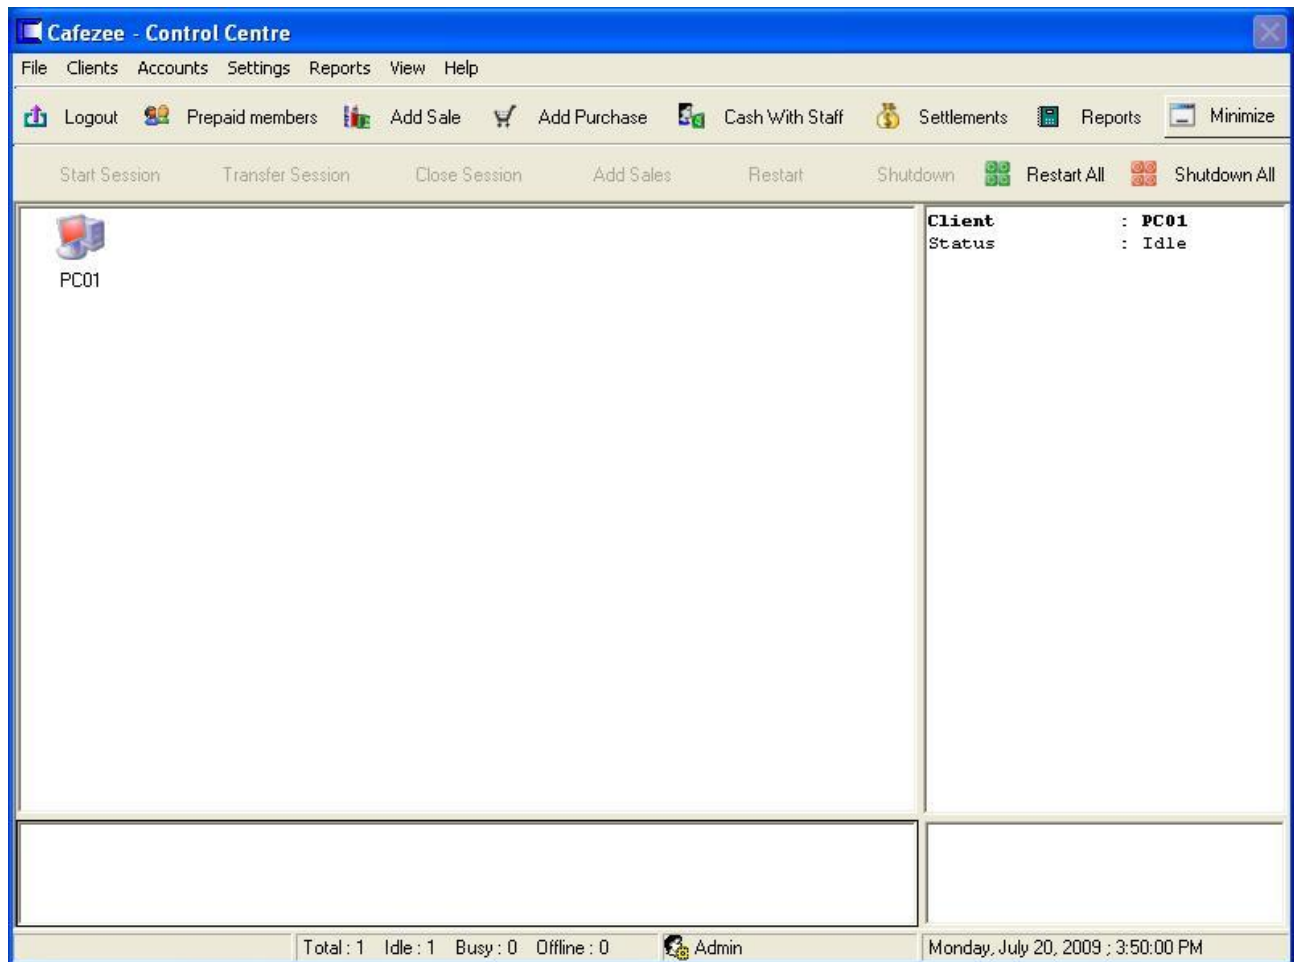 Cafezee - Control Centre
File Clients Accounts Settings Reports View Help
Logout Prepaid members Add Sale Add Purchase Cash With Staff Settlements Reports Minimize
Start Session Transfer Session Close Session Add Sales Restart Shutdown Restart All Shutdown All
PC01
Client : PC01
Status : Idle
Total : 1 Idle : 1 Busy : 0 Offline : 0 Admin Monday, July 20, 2009 ; 3:50:00 PM